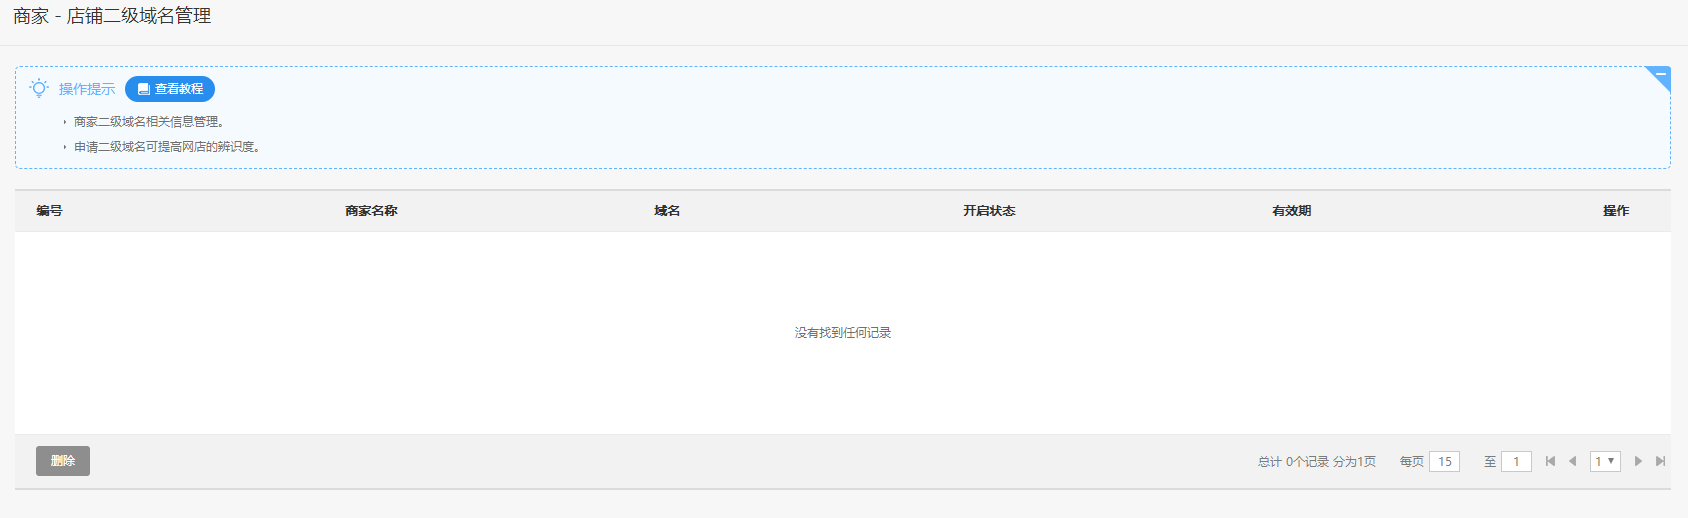 商家 - 店铺二级域名管理
操作提示 查看教程
商家二级域名相关信息管理。
申请二级域名可提高网店的辨识度。
编号 商家名称 域名 开启状态 有效期 操作
没有找到任何记录
删除 总计 0个记录 分为1页 每页 15 至 1 1